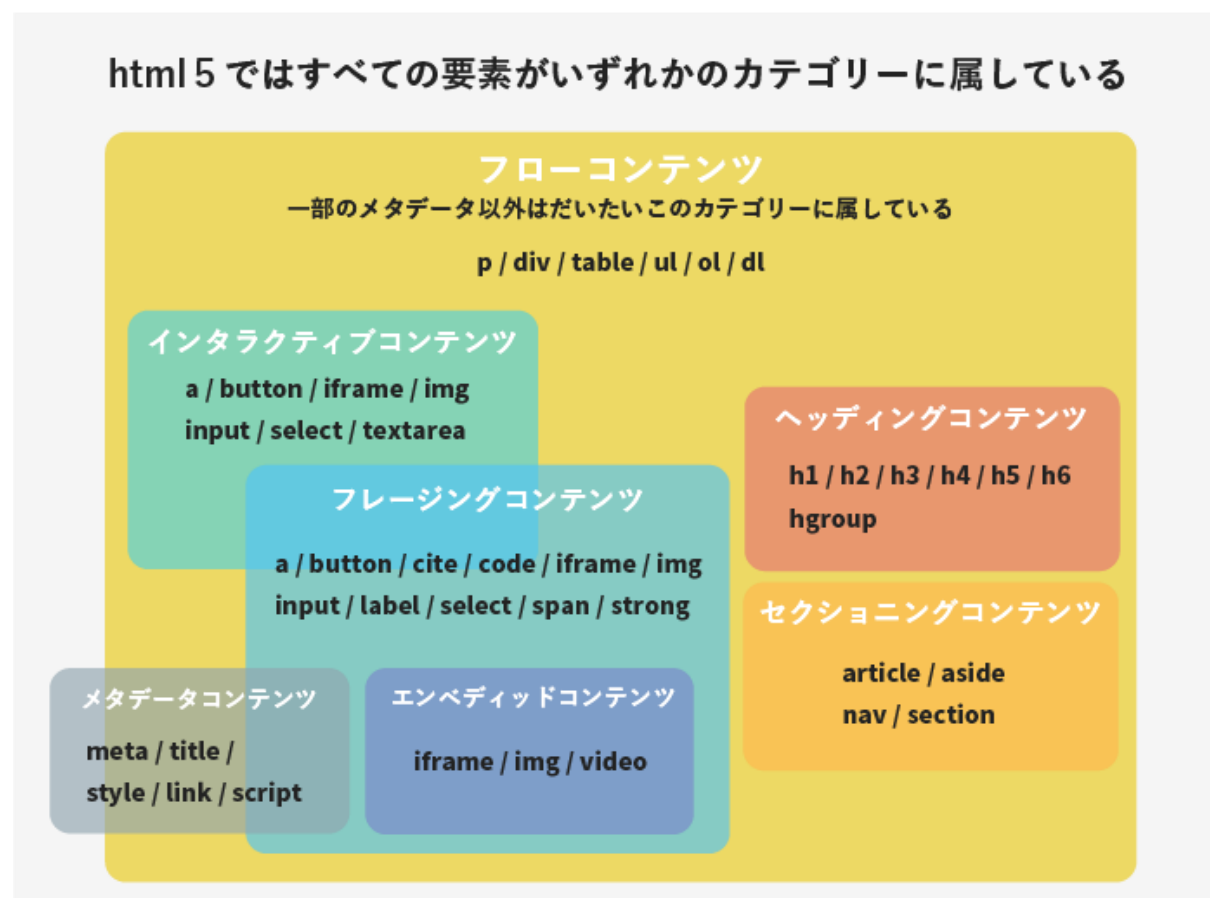 html 5 ではすべての要素がいずれかのカテゴリーに属している
フローコンテンツ
一部のメタデータ以外はだいたいこのカテゴリーに属している
p / div / table / ul / ol / dl
インタラクティブコンテンツ
a / button / iframe / img
input / select / textarea
ヘッディングコンテンツ
h1 / h2 / h3 / h4 / h5 / h6
hgroup
フレージングコンテンツ
a / button / cite / code / iframe / img
input / label / select / span / strong
セクショニングコンテンツ
article / aside
nav / section
メタデータコンテンツ
meta / title /
style / link / script
エンベディッドコンテンツ
iframe / img / video